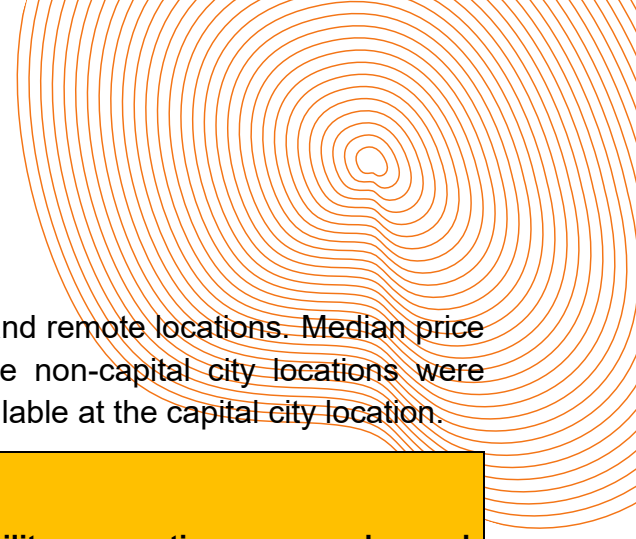 nd remote locations. Median price
e non-capital city locations were
lable at the capital city location.